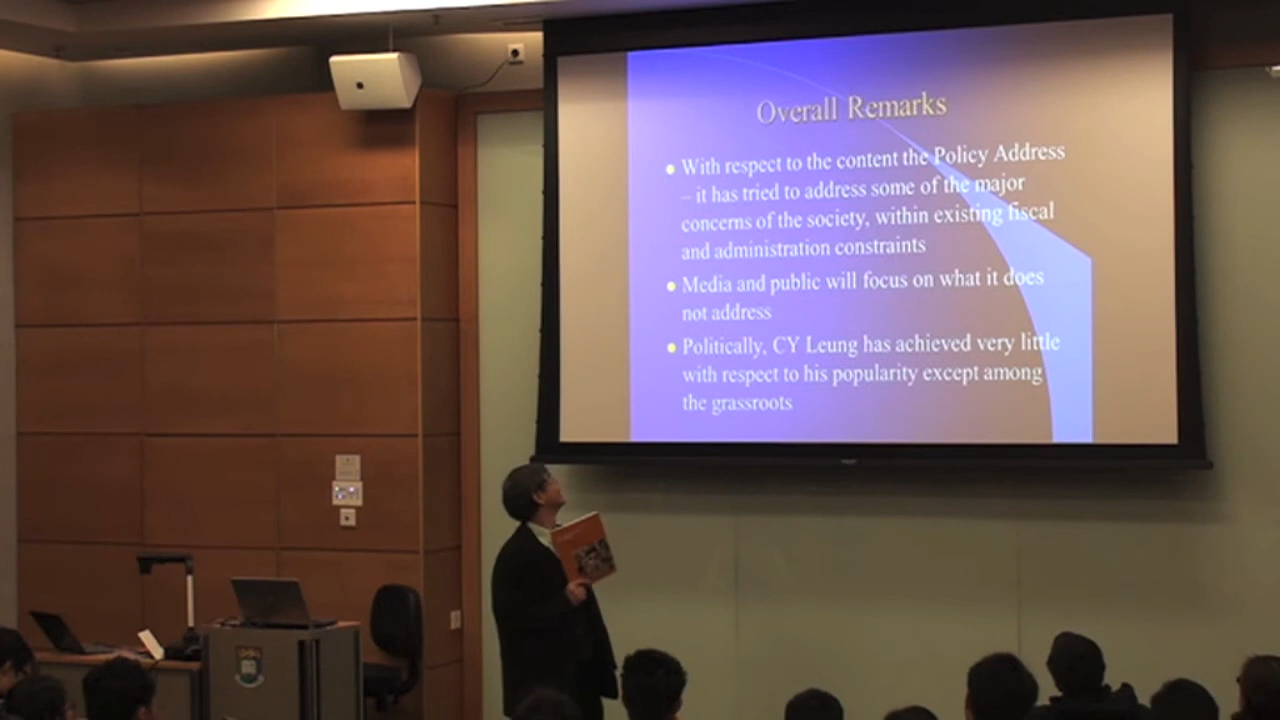 Overall Remarks
With respect to the content the Policy Address
– it has tried to address some of the major
concerns of the society, within existing fiscal
and administration constraints
Media and public will focus on what it does
not address
Politically, CY Leung has achieved very little
with respect to his popularity except among
the grassroots